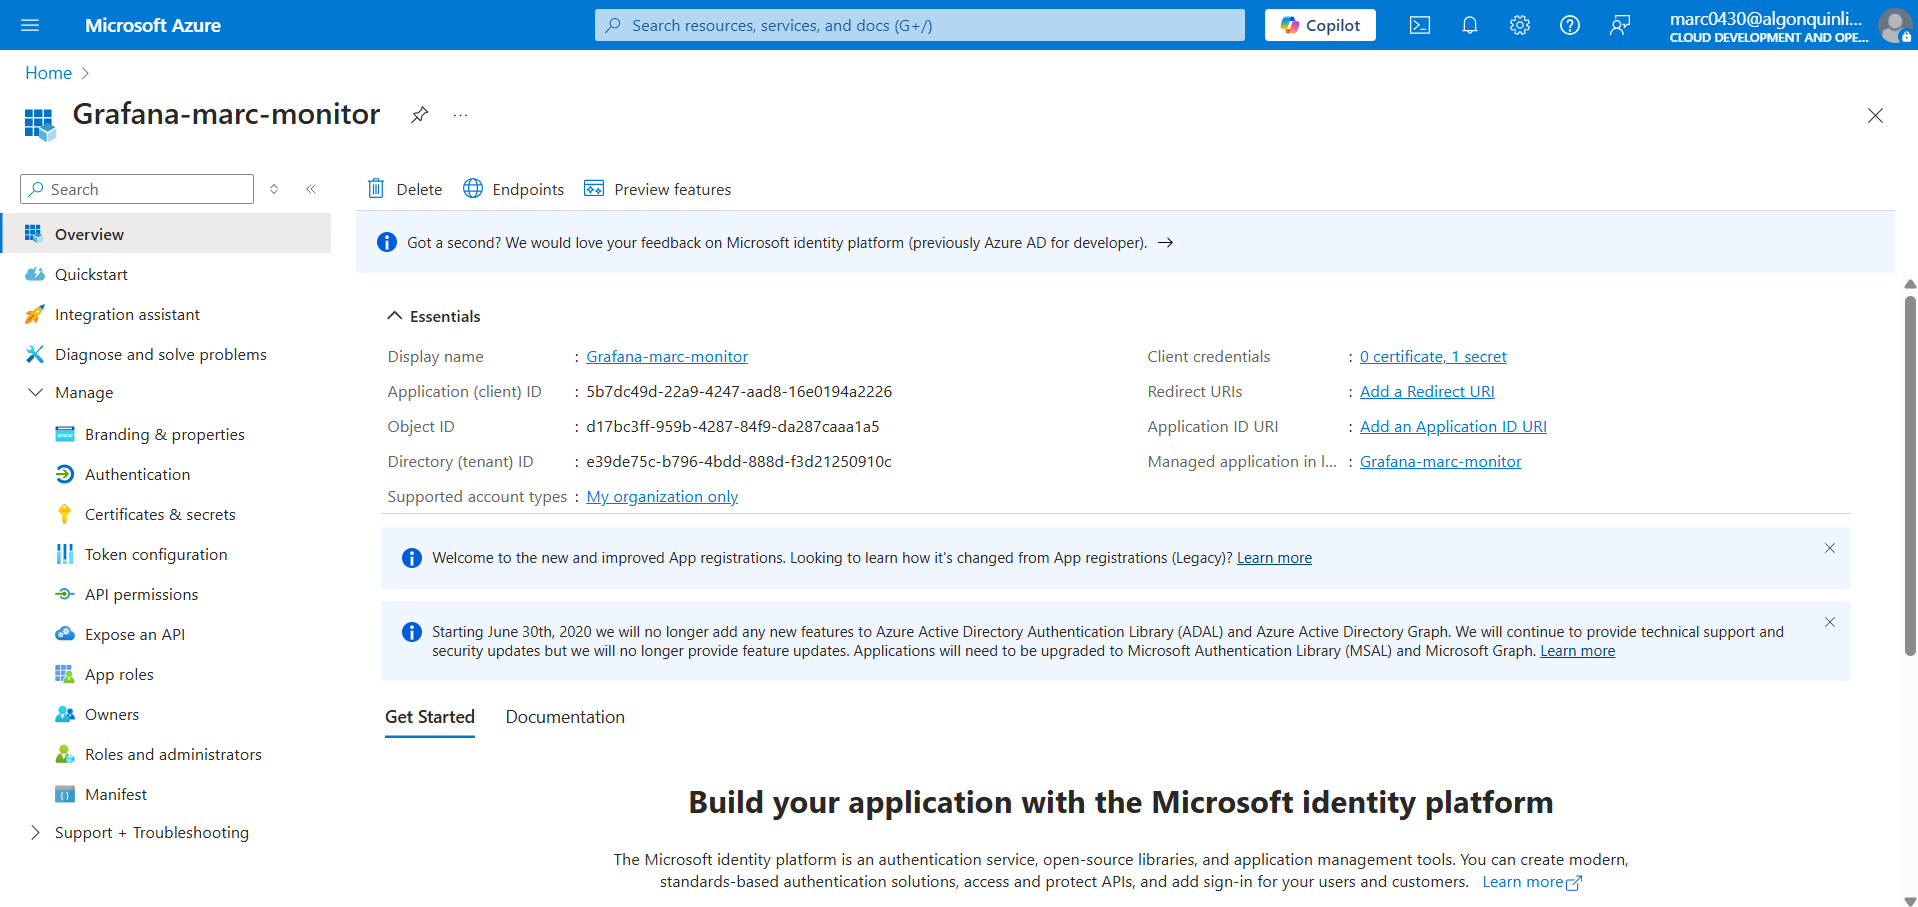 Microsoft Azure
Search resources, services, and docs (G+/)
Copilot
marc0430@algonquinli...
CLOUD DEVELOPMENT AND OPE...
Home
Grafana-marc-monitor
Search
Delete
Endpoints
Preview features
Overview
Quickstart
Integration assistant
Diagnose and solve problems
Manage
Branding & properties
Authentication
Certificates & secrets
Token configuration
API permissions
Expose an API
App roles
Owners
Roles and administrators
Manifest
Support + Troubleshooting
Got a second? We would love your feedback on Microsoft identity platform (previously Azure AD for developer).
Essentials
Display name : Grafana-marc-monitor
Application (client) ID : 5b7dc49d-22a9-4247-aad8-16e0194a2226
Object ID : d17bc3ff-959b-4287-84f9-da287caaa1a5
Directory (tenant) ID : e39de75c-b796-4bdd-888d-f3d21250910c
Supported account types : My organization only
Client credentials : 0 certificate, 1 secret
Redirect URIs : Add a Redirect URI
Application ID URI : Add an Application ID URI
Managed application in l... : Grafana-marc-monitor
Welcome to the new and improved App registrations. Looking to learn how it's changed from App registrations (Legacy)? Learn more
Starting June 30th, 2020 we will no longer add any new features to Azure Active Directory Authentication Library (ADAL) and Azure Active Directory Graph. We will continue to provide technical support and
security updates but we will no longer provide feature updates. Applications will need to be upgraded to Microsoft Authentication Library (MSAL) and Microsoft Graph. Learn more
Get Started
Documentation
Build your application with the Microsoft identity platform
The Microsoft identity platform is an authentication service, open-source libraries, and application management tools. You can create modern,
standards-based authentication solutions, access and protect APIs, and add sign-in for your users and customers. Learn more